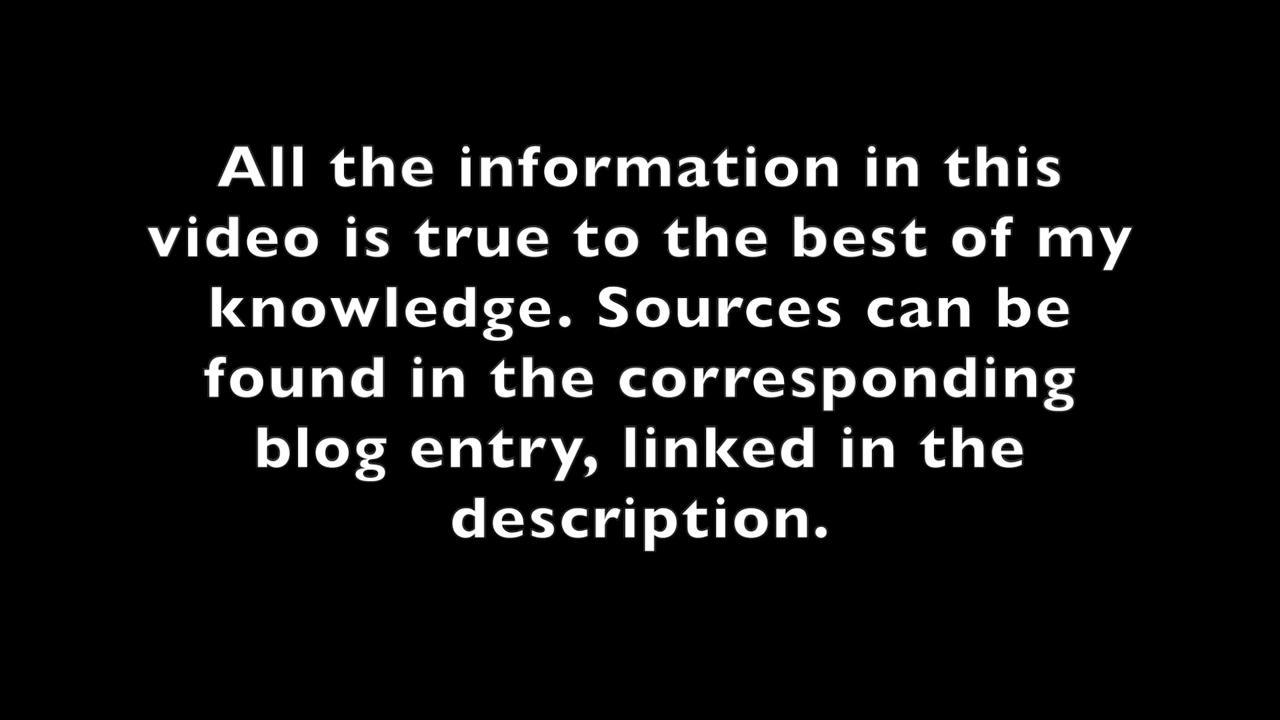 All the information in this
video is true to the best of my
knowledge. Sources can be
found in the corresponding
blog entry, linked in the
description.